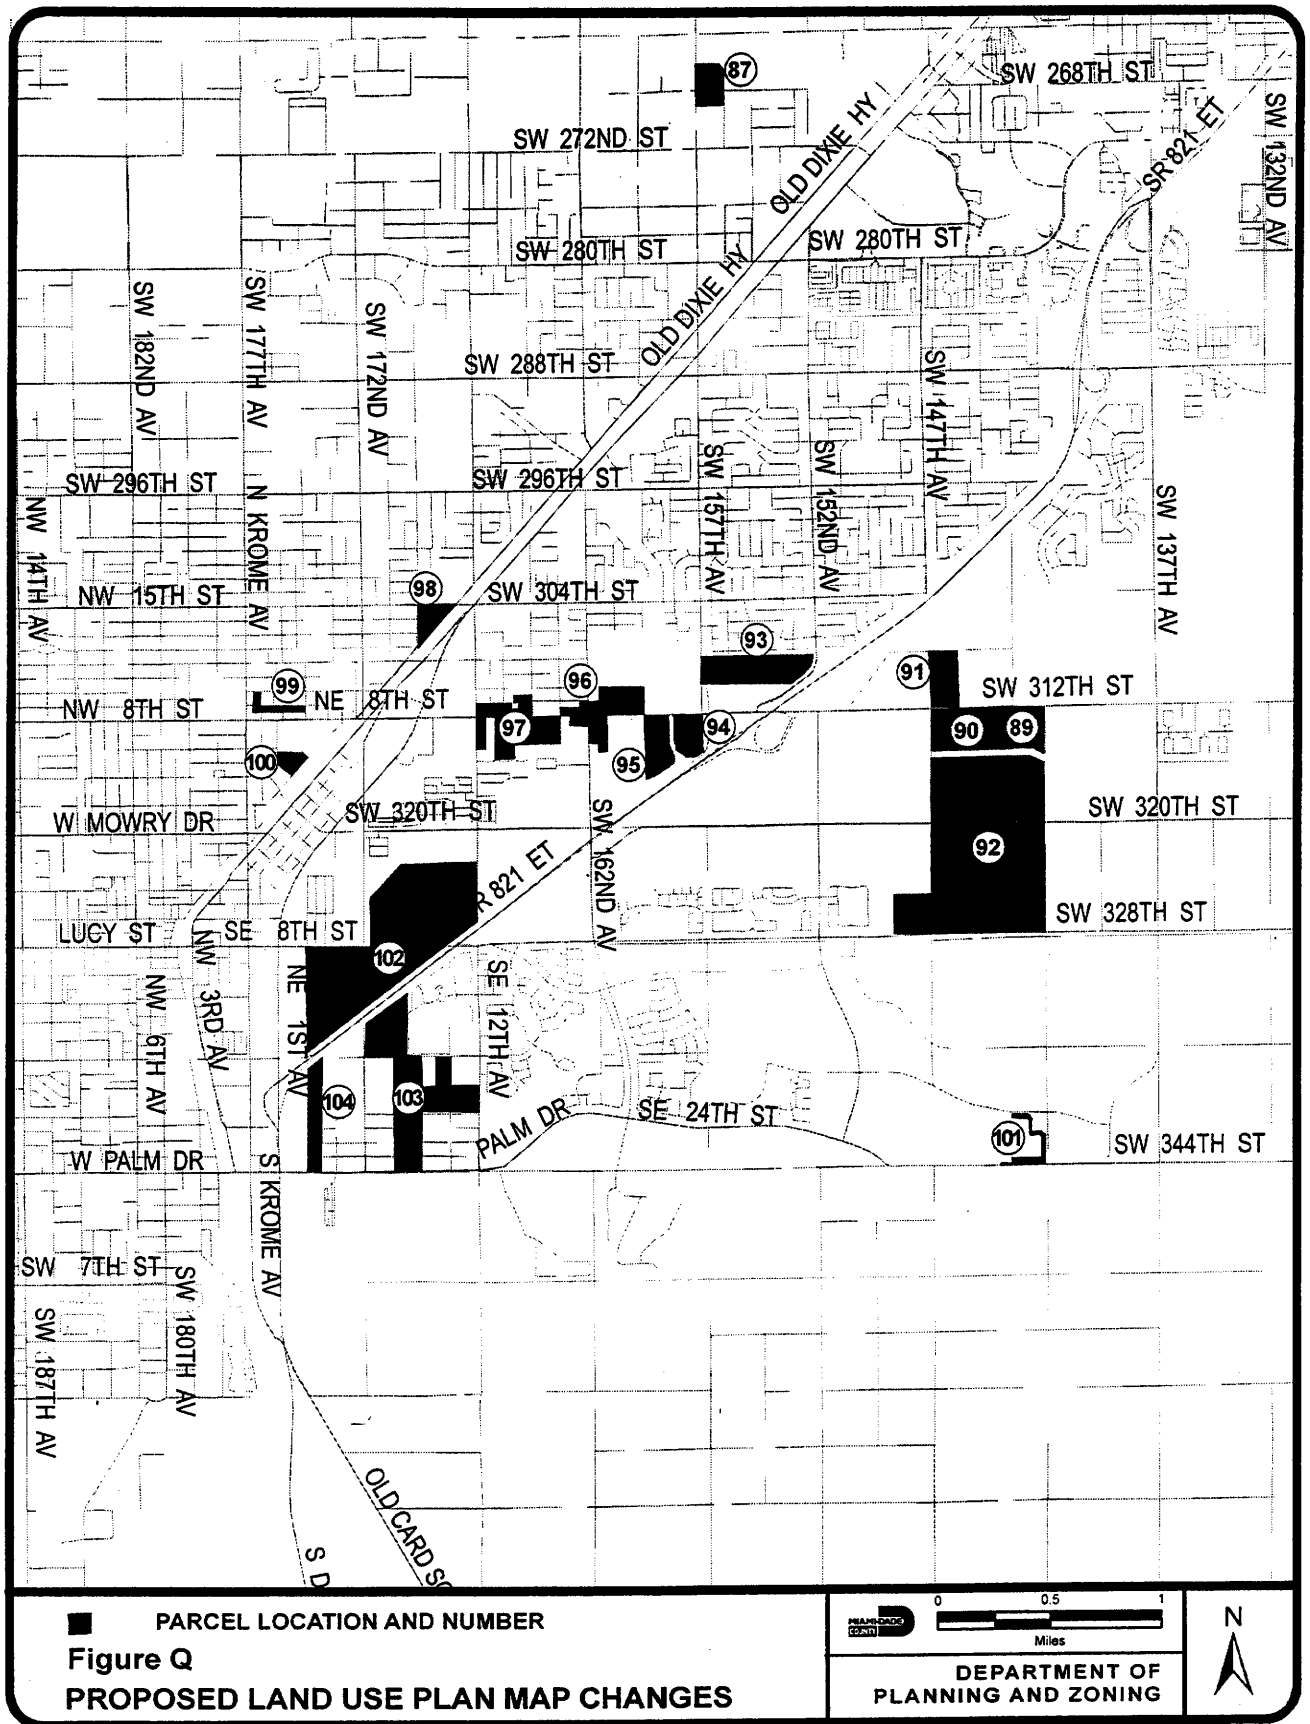 87
SW 268TH ST
SW 272ND ST
OLD DIXIE HY
SR 821 ET
SW 132ND AV
SW 280TH ST
SW 280TH ST
OLD DIXIE HY
SW 182ND AV
SW 177TH AV
SW 172ND AV
SW 288TH ST
SW 147TH AV
SW 296TH ST
SW 296TH ST
SW 157TH AV
SW 152ND AV
NW 14TH AV
N KROME AV
SW 137TH AV
NW 15TH ST
98
SW 304TH ST
93
91
99
96
SW 312TH ST
NW 8TH ST
NE 8TH ST
97
94
90
89
100
95
W MOWRY DR
SW 320TH ST
SW 162ND AV
SW 320TH ST
92
R 821 ET
LUCY ST
SE 8TH ST
SW 328TH ST
102
NW 3RD AV
NW 6TH AV
NE 1ST AV
SE 12TH AV
104
103
PALM DR
SE 24TH ST
101
SW 344TH ST
W PALM DR
S KROME AV
SW 7TH ST
SW 180TH AV
SW 187TH AV
OLD CARD SO
S D
PARCEL LOCATION AND NUMBER
Figure Q
PROPOSED LAND USE PLAN MAP CHANGES
MIAMI-DADE
COUNTY
0 0.5 1
Miles
DEPARTMENT OF
PLANNING AND ZONING
N